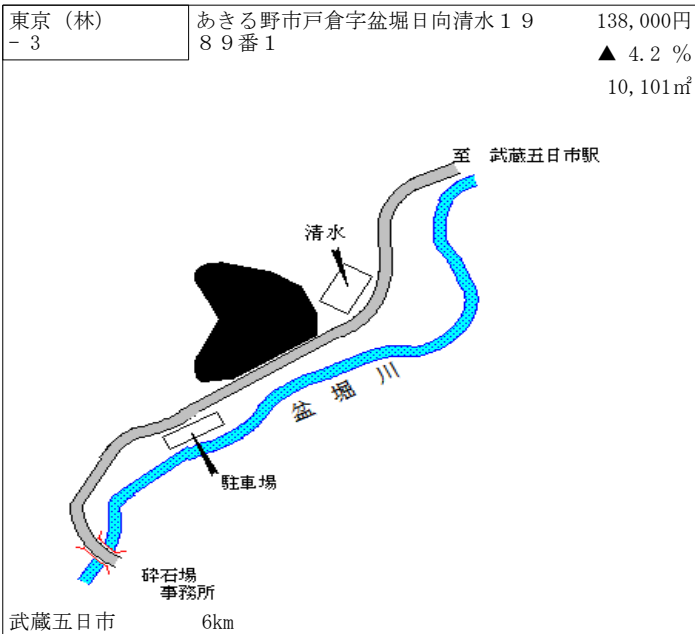 東京（林）
－３
あきる野市戸倉字盆堀日向清水１９
８９番１
138,000円
▲ 4.2 %
10,101㎡
至　武蔵五日市駅
清水
盆堀川
駐車場
砕石場
事務所
武蔵五日市　6km